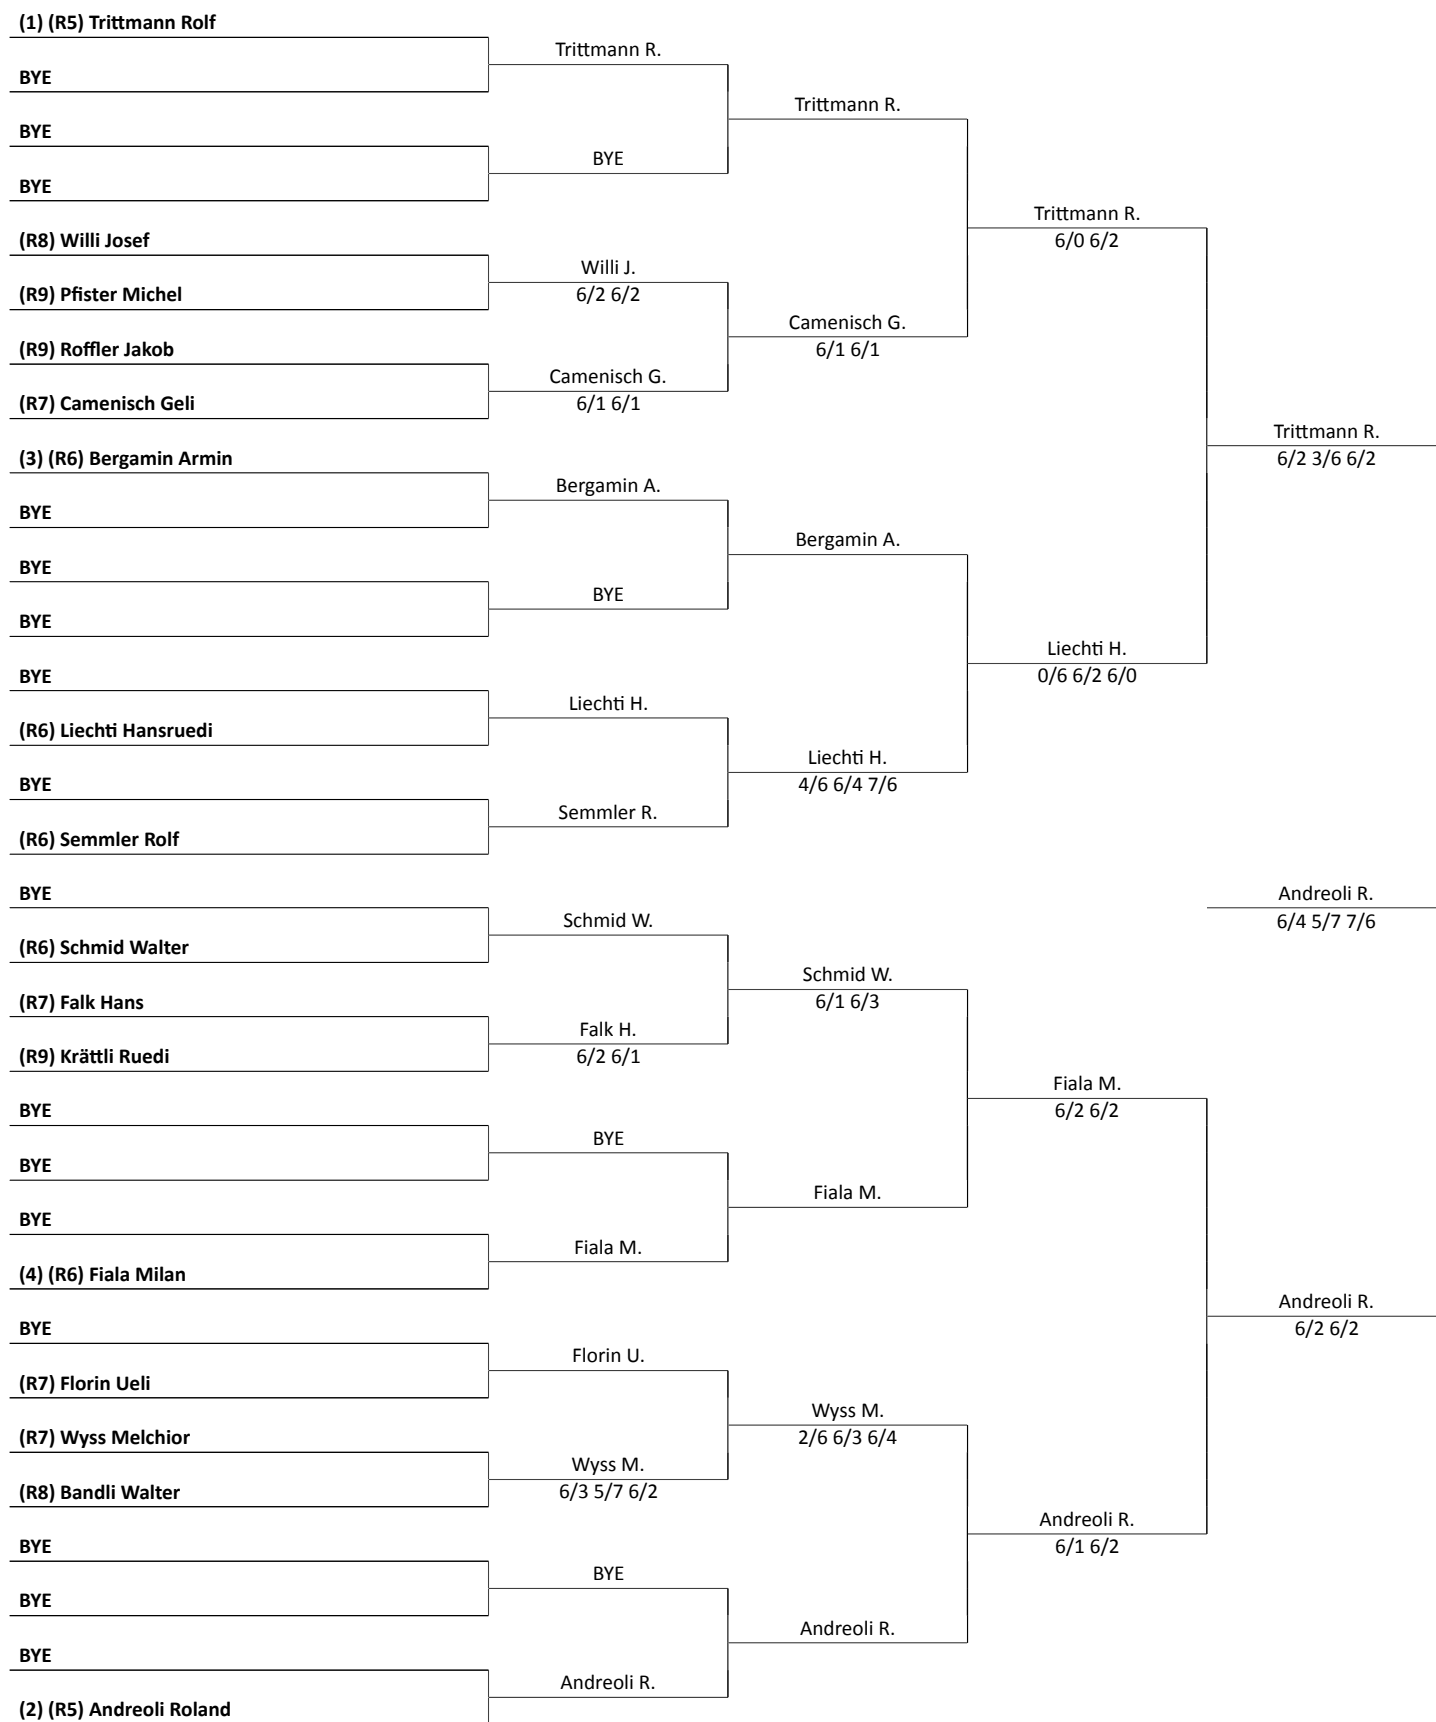 (1) (R5) Trittmann Rolf
BYE
BYE
BYE
(R8) Willi Josef
(R9) Pfister Michel
(R9) Roffler Jakob
(R7) Camenisch Geli
(3) (R6) Bergamin Armin
BYE
BYE
BYE
BYE
(R6) Liechti Hansruedi
BYE
(R6) Semmler Rolf
BYE
(R6) Schmid Walter
(R7) Falk Hans
(R9) Krättli Ruedi
BYE
BYE
BYE
(4) (R6) Fiala Milan
BYE
(R7) Florin Ueli
(R7) Wyss Melchior
(R8) Bandli Walter
BYE
BYE
BYE
(2) (R5) Andreoli Roland
Trittmann R.
BYE
Willi J.
6/2 6/2
Camenisch G.
6/1 6/1
Bergamin A.
BYE
Liechti H.
Semmler R.
Schmid W.
Falk H.
6/2 6/1
BYE
Fiala M.
Florin U.
Wyss M.
6/3 5/7 6/2
BYE
Andreoli R.
Trittmann R.
Camenisch G.
6/1 6/1
Bergamin A.
Liechti H.
4/6 6/4 7/6
Schmid W.
6/1 6/3
Fiala M.
Wyss M.
2/6 6/3 6/4
Andreoli R.
Trittmann R.
6/0 6/2
Liechti H.
0/6 6/2 6/0
Fiala M.
6/2 6/2
Andreoli R.
6/1 6/2
Trittmann R.
6/2 3/6 6/2
Andreoli R.
6/4 5/7 7/6
Andreoli R.
6/2 6/2